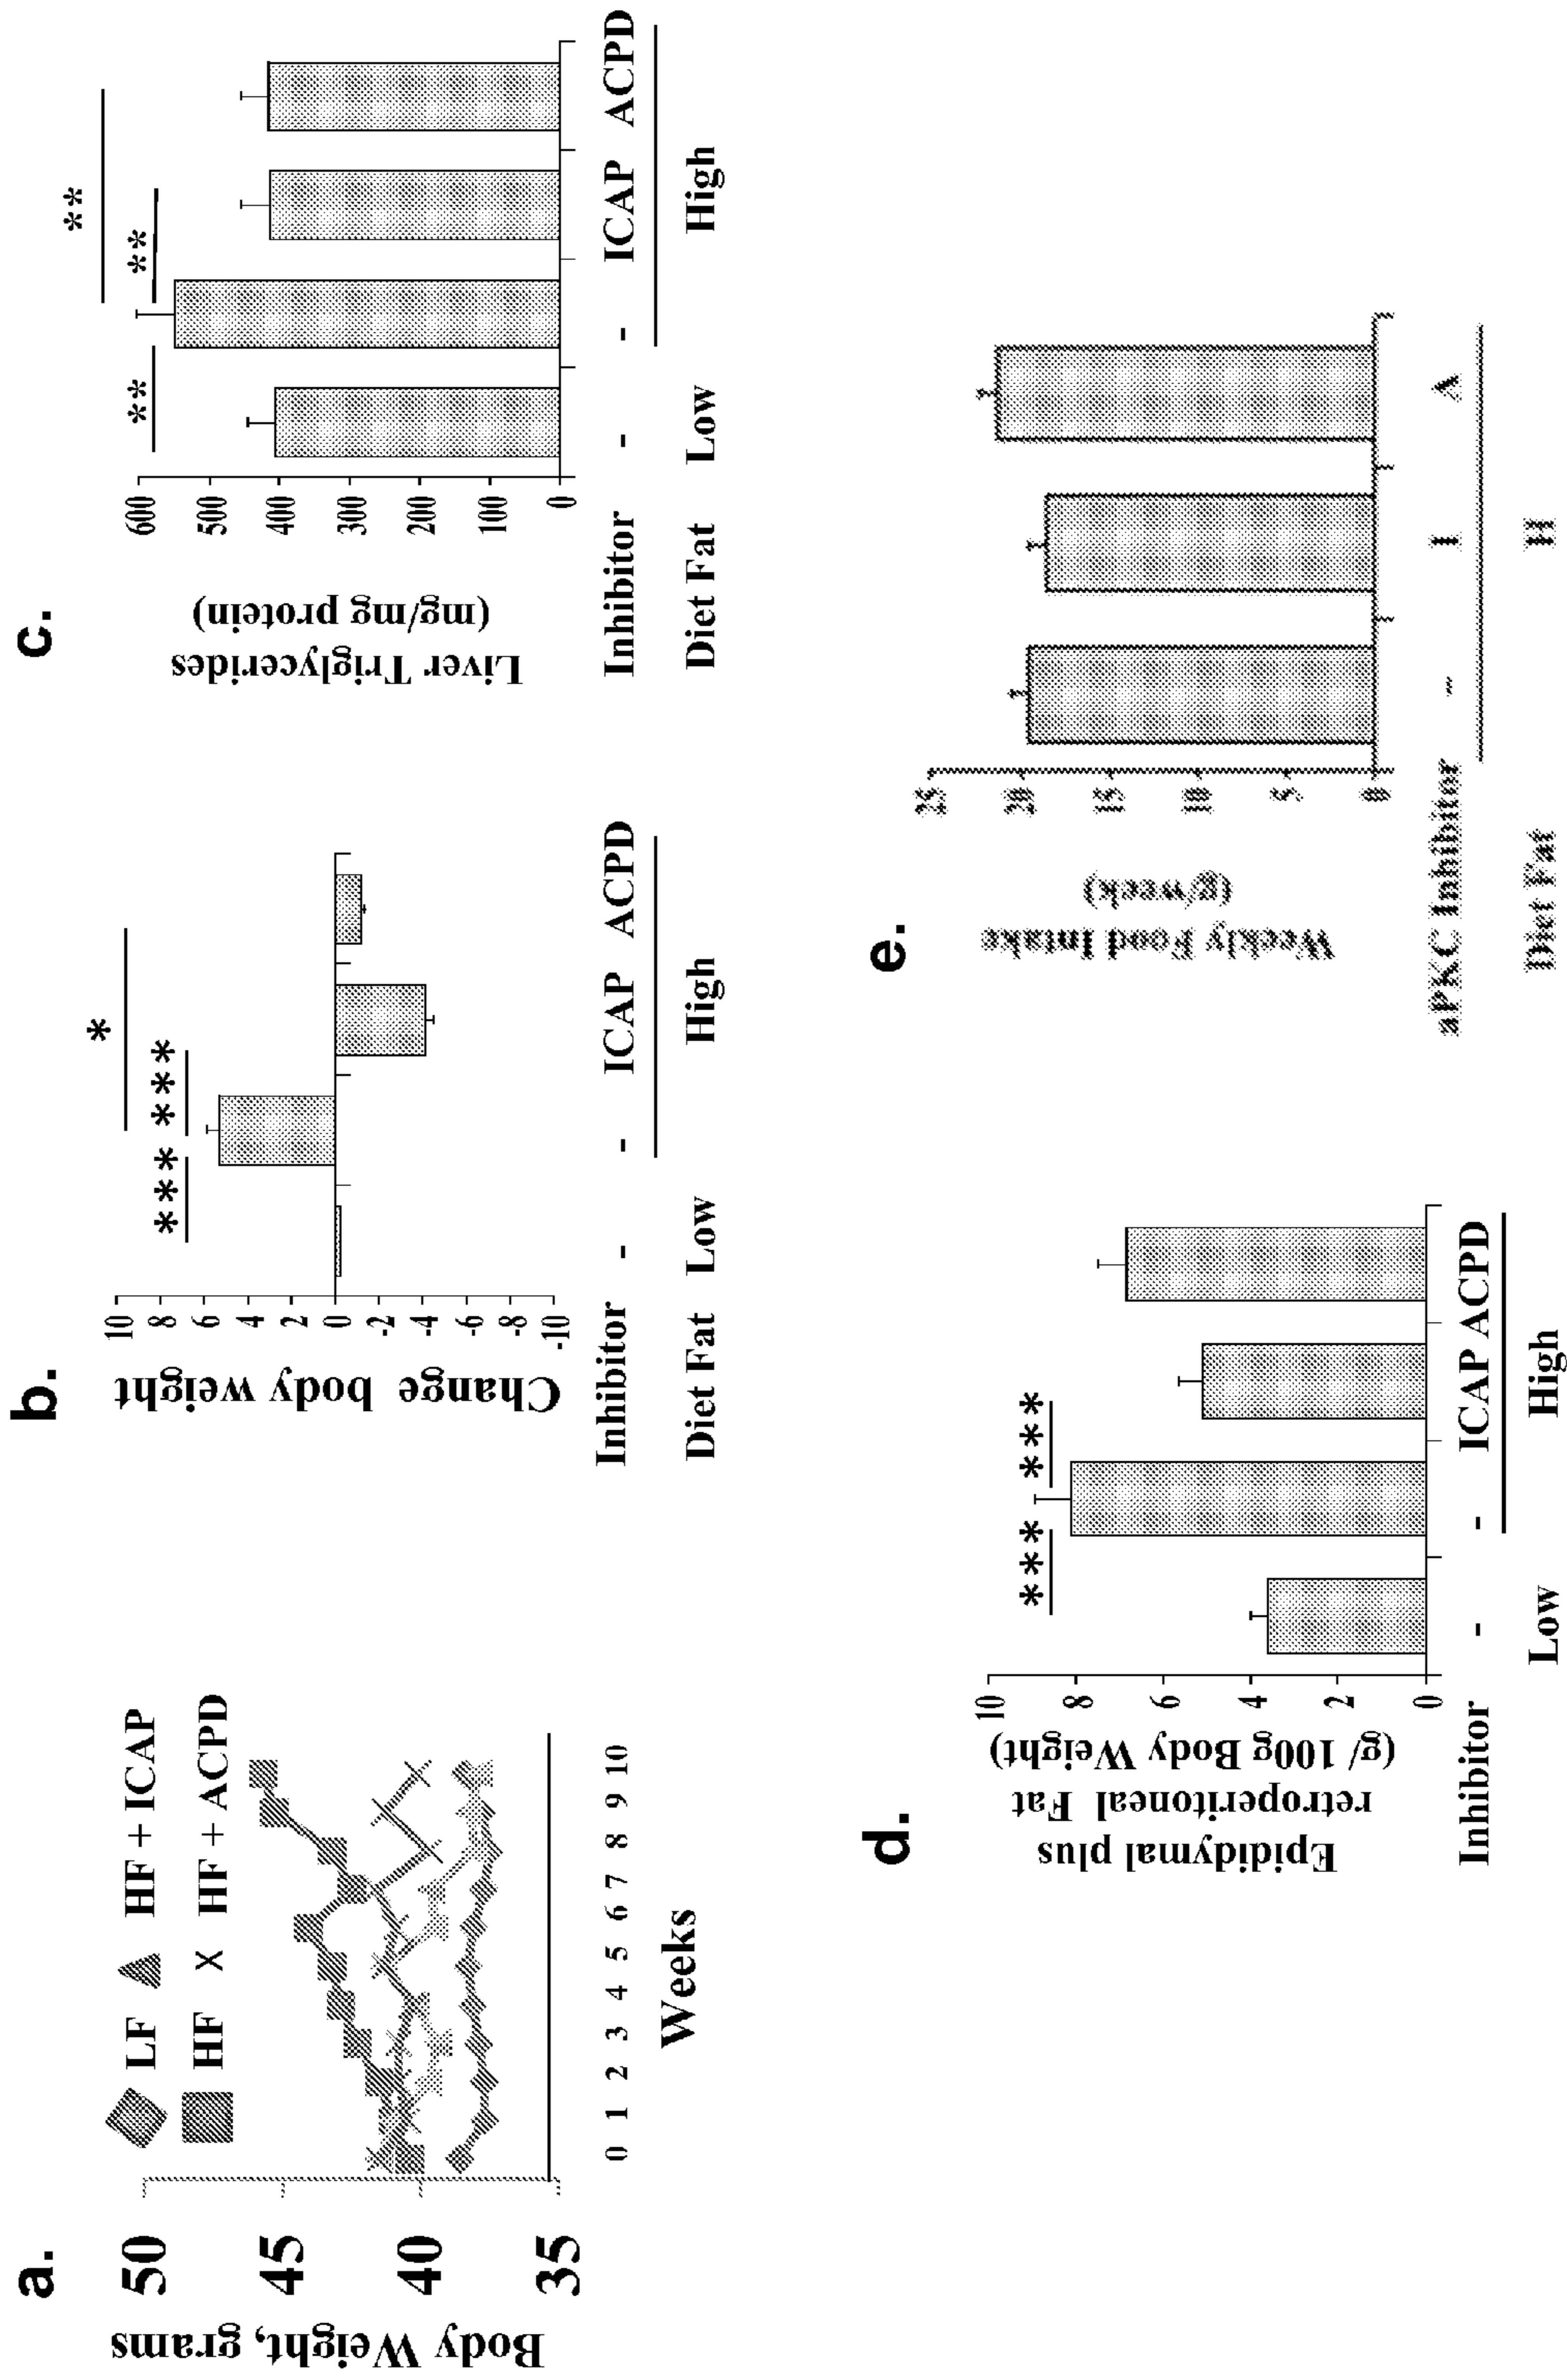 a.
LF HF + ICAP
HF X HF + ACPD
Body Weight, grams
50
45
40
35
0 1 2 3 4 5 6 7 8 9 10
Weeks
b.
* * * * * *
*
Change body weight
10
8
6
4
2
0
-2
-4
-6
-8
-10
Inhibitor - - ICAP ACPD
Diet Fat Low High
c.
** **
**
Liver Triglycerides
(mg/mg protein)
600
500
400
300
200
100
0
Inhibitor - - ICAP ACPD
Diet Fat Low High
d.
* * * * * *
Epididymal plus
retroperitoneal Fat
(g/ 100g Body Weight)
10
8
6
4
2
0
Inhibitor - - ICAP ACPD
Low High
e.
Weekly Food Intake
(g/week)
25
20
15
10
5
0
aPKC Inhibitor - I A
Diet Fat H